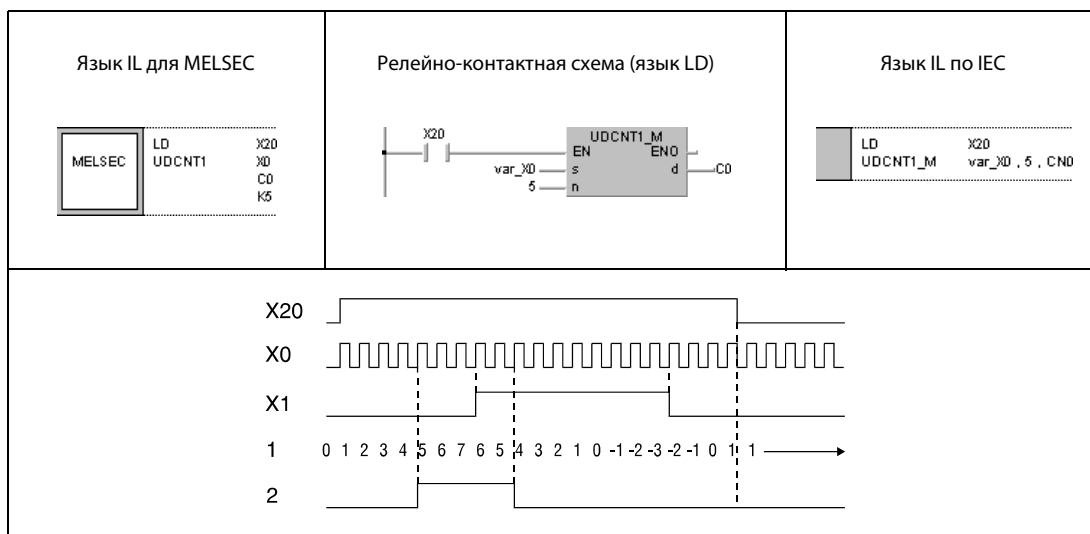 Язык IL для MELSEC
MELSEC
LD X20
UDCNT1 X0
C0
K5
Релейно-контактная схема (язык LD)
X20
UDCNT1_M
EN ENO
var_X0 s d C0
5 n
Язык IL по IEC
LD X20
UDCNT1_M var_X0 , 5 , CN0
X20
X0
X1
1 0 1 2 3 4 5 6 7 6 5 4 3 2 1 0 -1 -2 -3 -2 -1 0 1 1
2